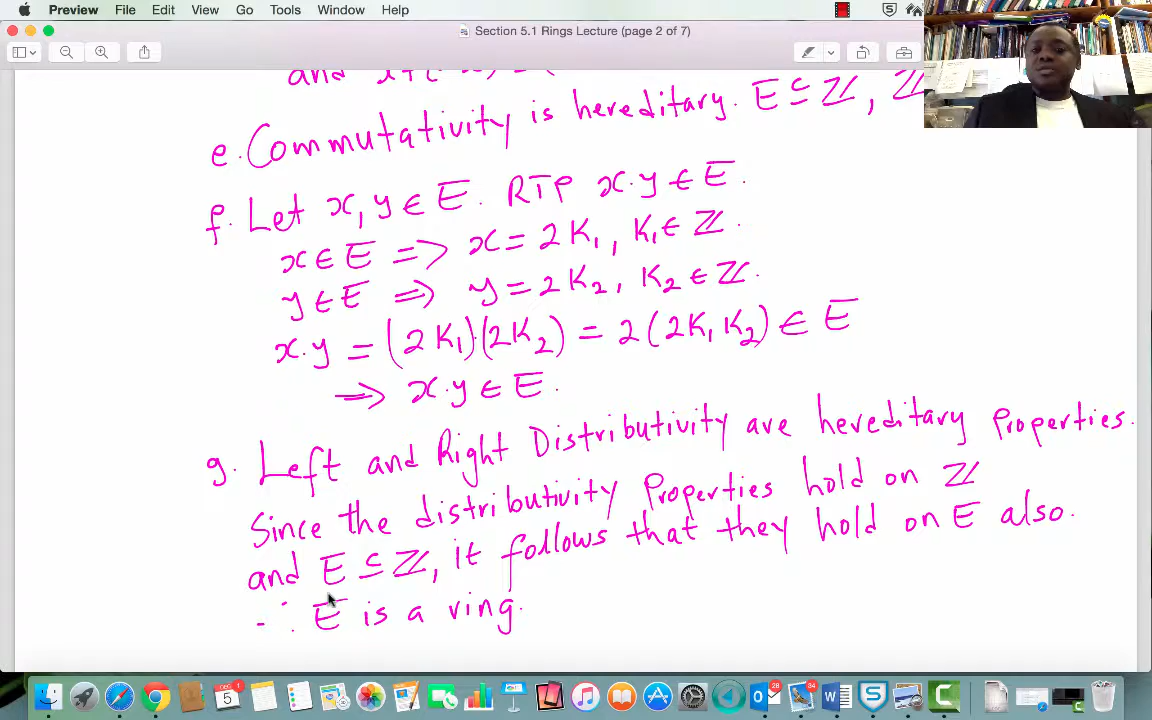 Preview File Edit View Go Tools Window Help
Section 5.1 Rings Lecture (page 2 of 7)
and
e. Commutativity is hereditary. E ⊆ ℤ, ℤ
f. Let x, y ∈ E. RTP x·y ∈ E.
x ∈ E => x = 2K₁, K₁ ∈ ℤ.
y ∈ E => y = 2K₂, K₂ ∈ ℤ.
x·y = (2K₁)·(2K₂) = 2(2K₁K₂) ∈ E
=> x·y ∈ E.
g. Left and Right Distributivity are hereditary Properties.
Since the distributivity Properties hold on ℤ
and E ⊆ ℤ, it follows that they hold on E also.
∴ E is a ring.